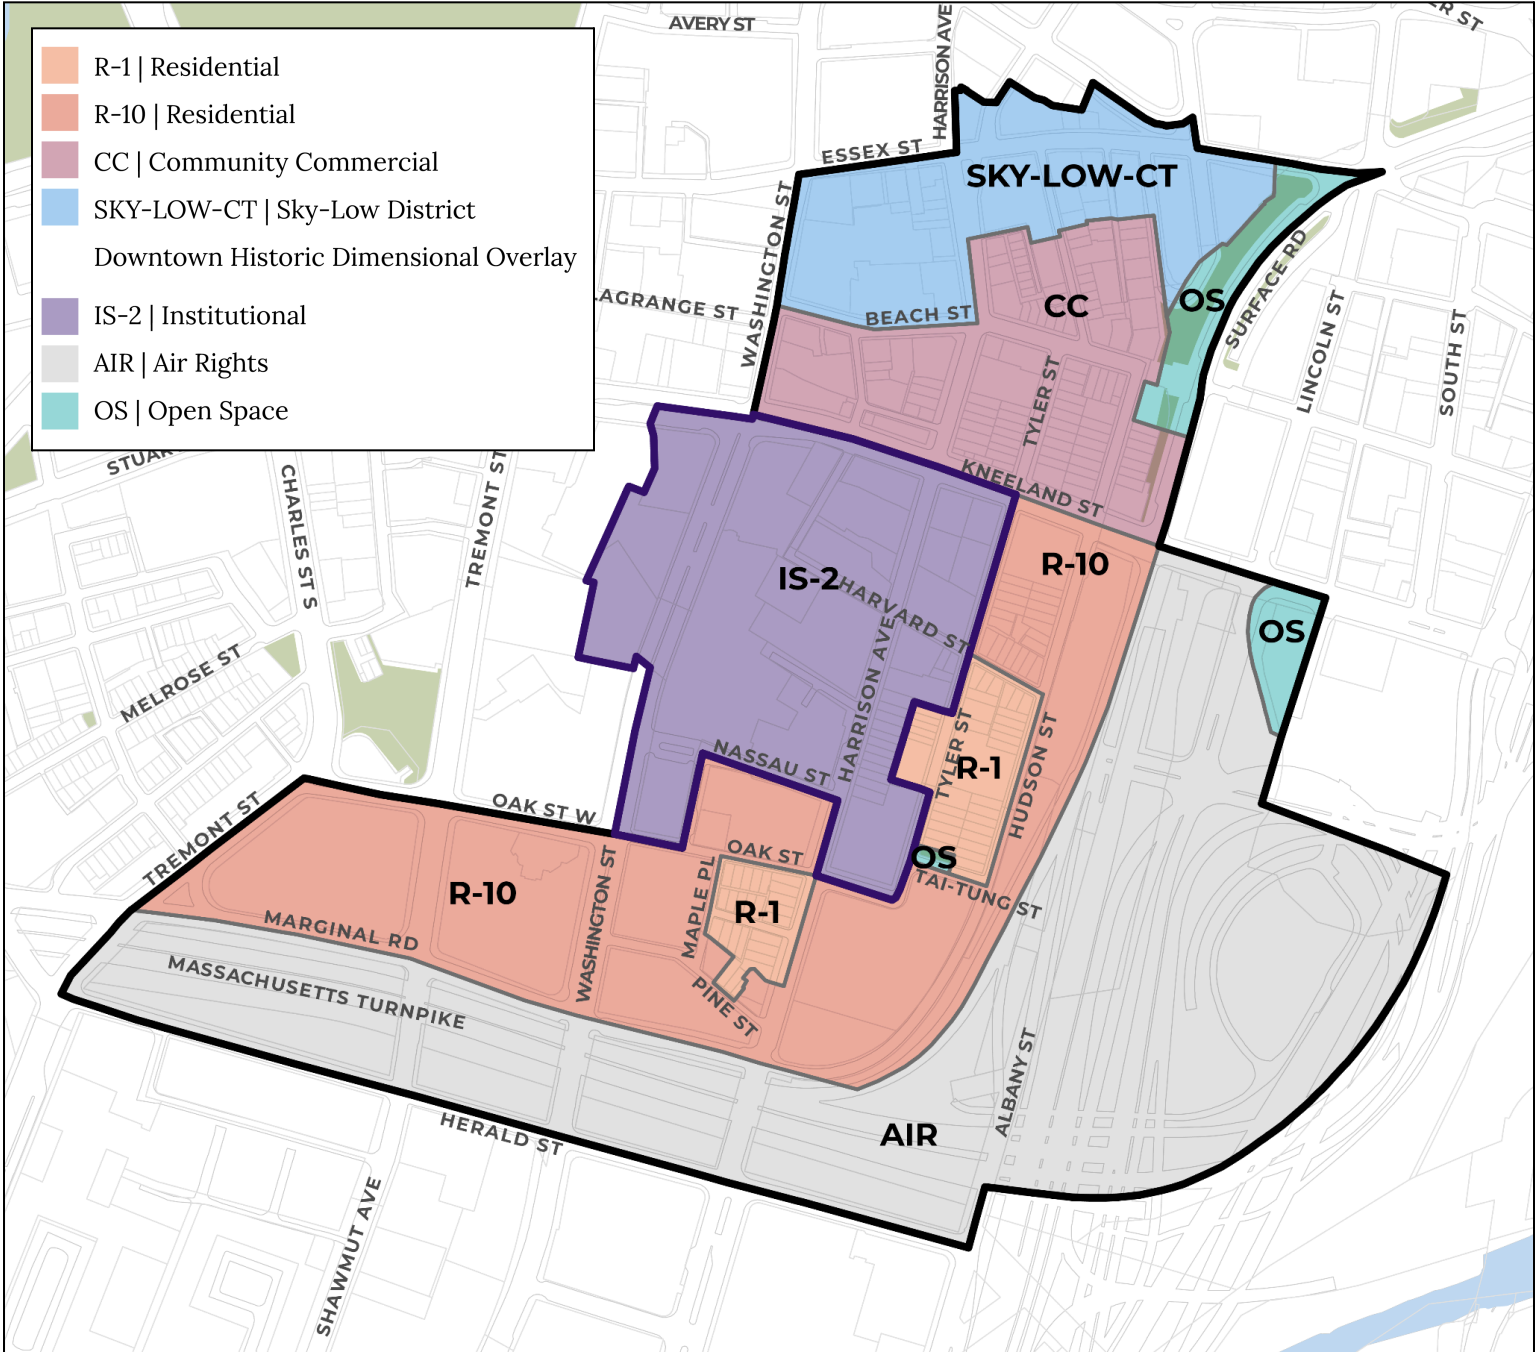 AVERY ST
HARRISON AVE
ER ST
R-1 | Residential
R-10 | Residential
CC | Community Commercial
SKY-LOW-CT | Sky-Low District
Downtown Historic Dimensional Overlay
IS-2 | Institutional
AIR | Air Rights
OS | Open Space
ESSEX ST
SKY-LOW-CT
WASHINGTON ST
LAGRANGE ST
BEACH ST
CC
OS
SURFACE RD
LINCOLN ST
SOUTH ST
TYLER ST
STUAR
CHARLES ST S
TREMONT ST
KNEELAND ST
R-10
IS-2
HARVARD ST
OS
MELROSE ST
HARRISON AVE
TYLER ST
HUDSON ST
NASSAU ST
R-1
OAK ST W
TREMONT ST
OAK ST
OS
TAI-TUNG ST
R-10
WASHINGTON ST
MAPLE PL
R-1
MARGINAL RD
MASSACHUSETTS TURNPIKE
PINE ST
ALBANY ST
HERALD ST
AIR
SHAWMUT AVE